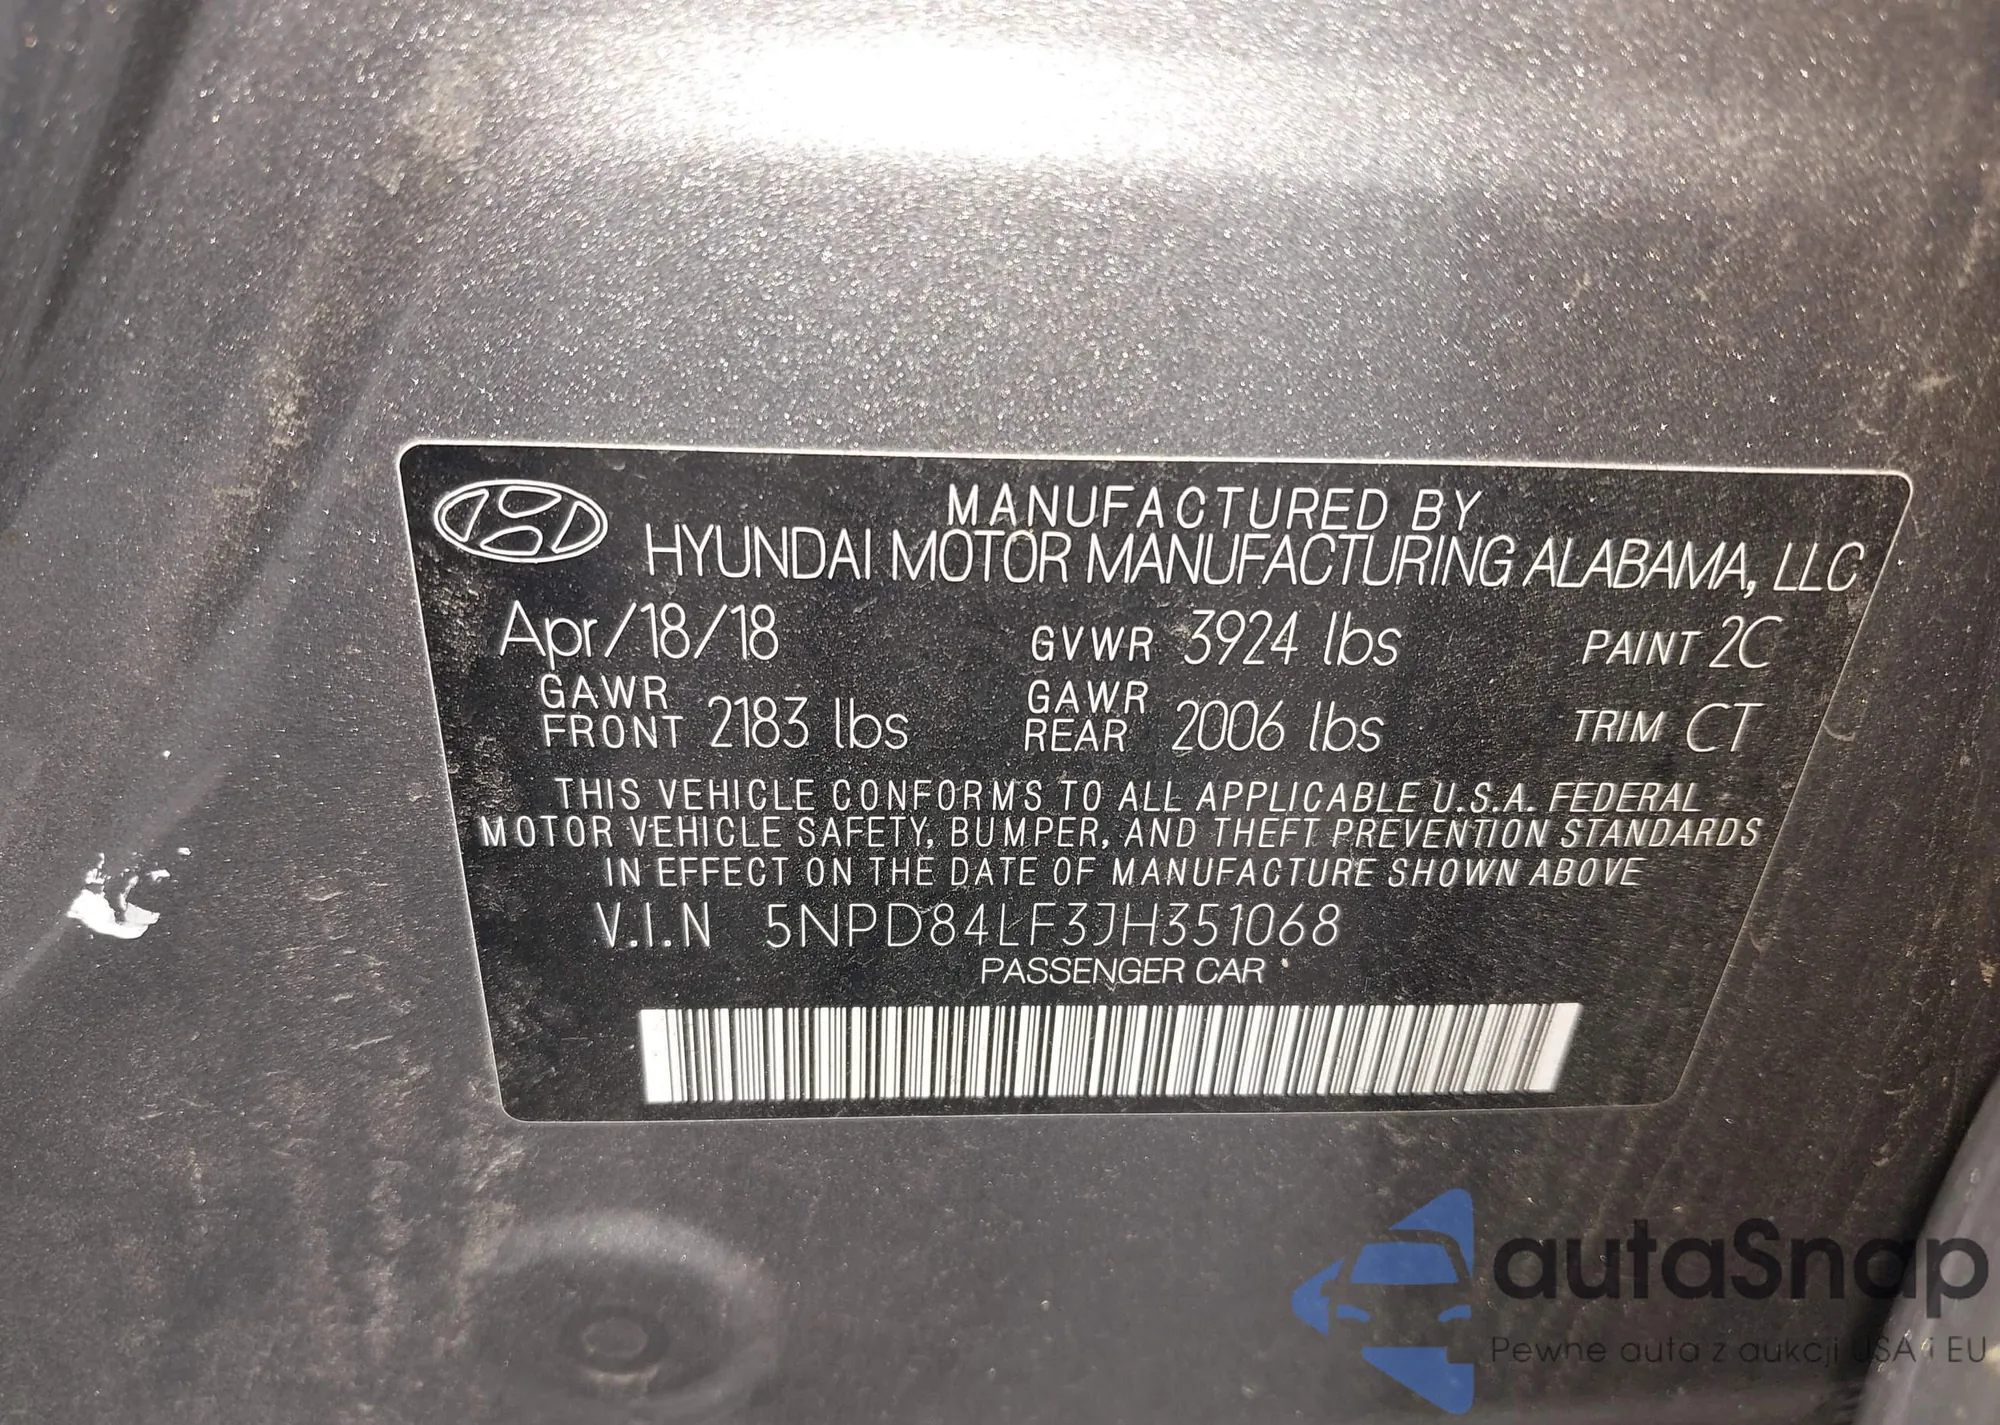 MANUFACTURED BY
HYUNDAI MOTOR MANUFACTURING ALABAMA, LLC
Apr/18/18 GVWR 3924 lbs PAINT 2C
GAWR FRONT 2183 lbs GAWR REAR 2006 lbs TRIM CT
THIS VEHICLE CONFORMS TO ALL APPLICABLE U.S.A. FEDERAL
MOTOR VEHICLE SAFETY, BUMPER, AND THEFT PREVENTION STANDARDS
IN EFFECT ON THE DATE OF MANUFACTURE SHOWN ABOVE
V.I.N 5NPD84LF3JH351068
PASSENGER CAR
autaSnap
Pewne auta z aukcji USA i EU